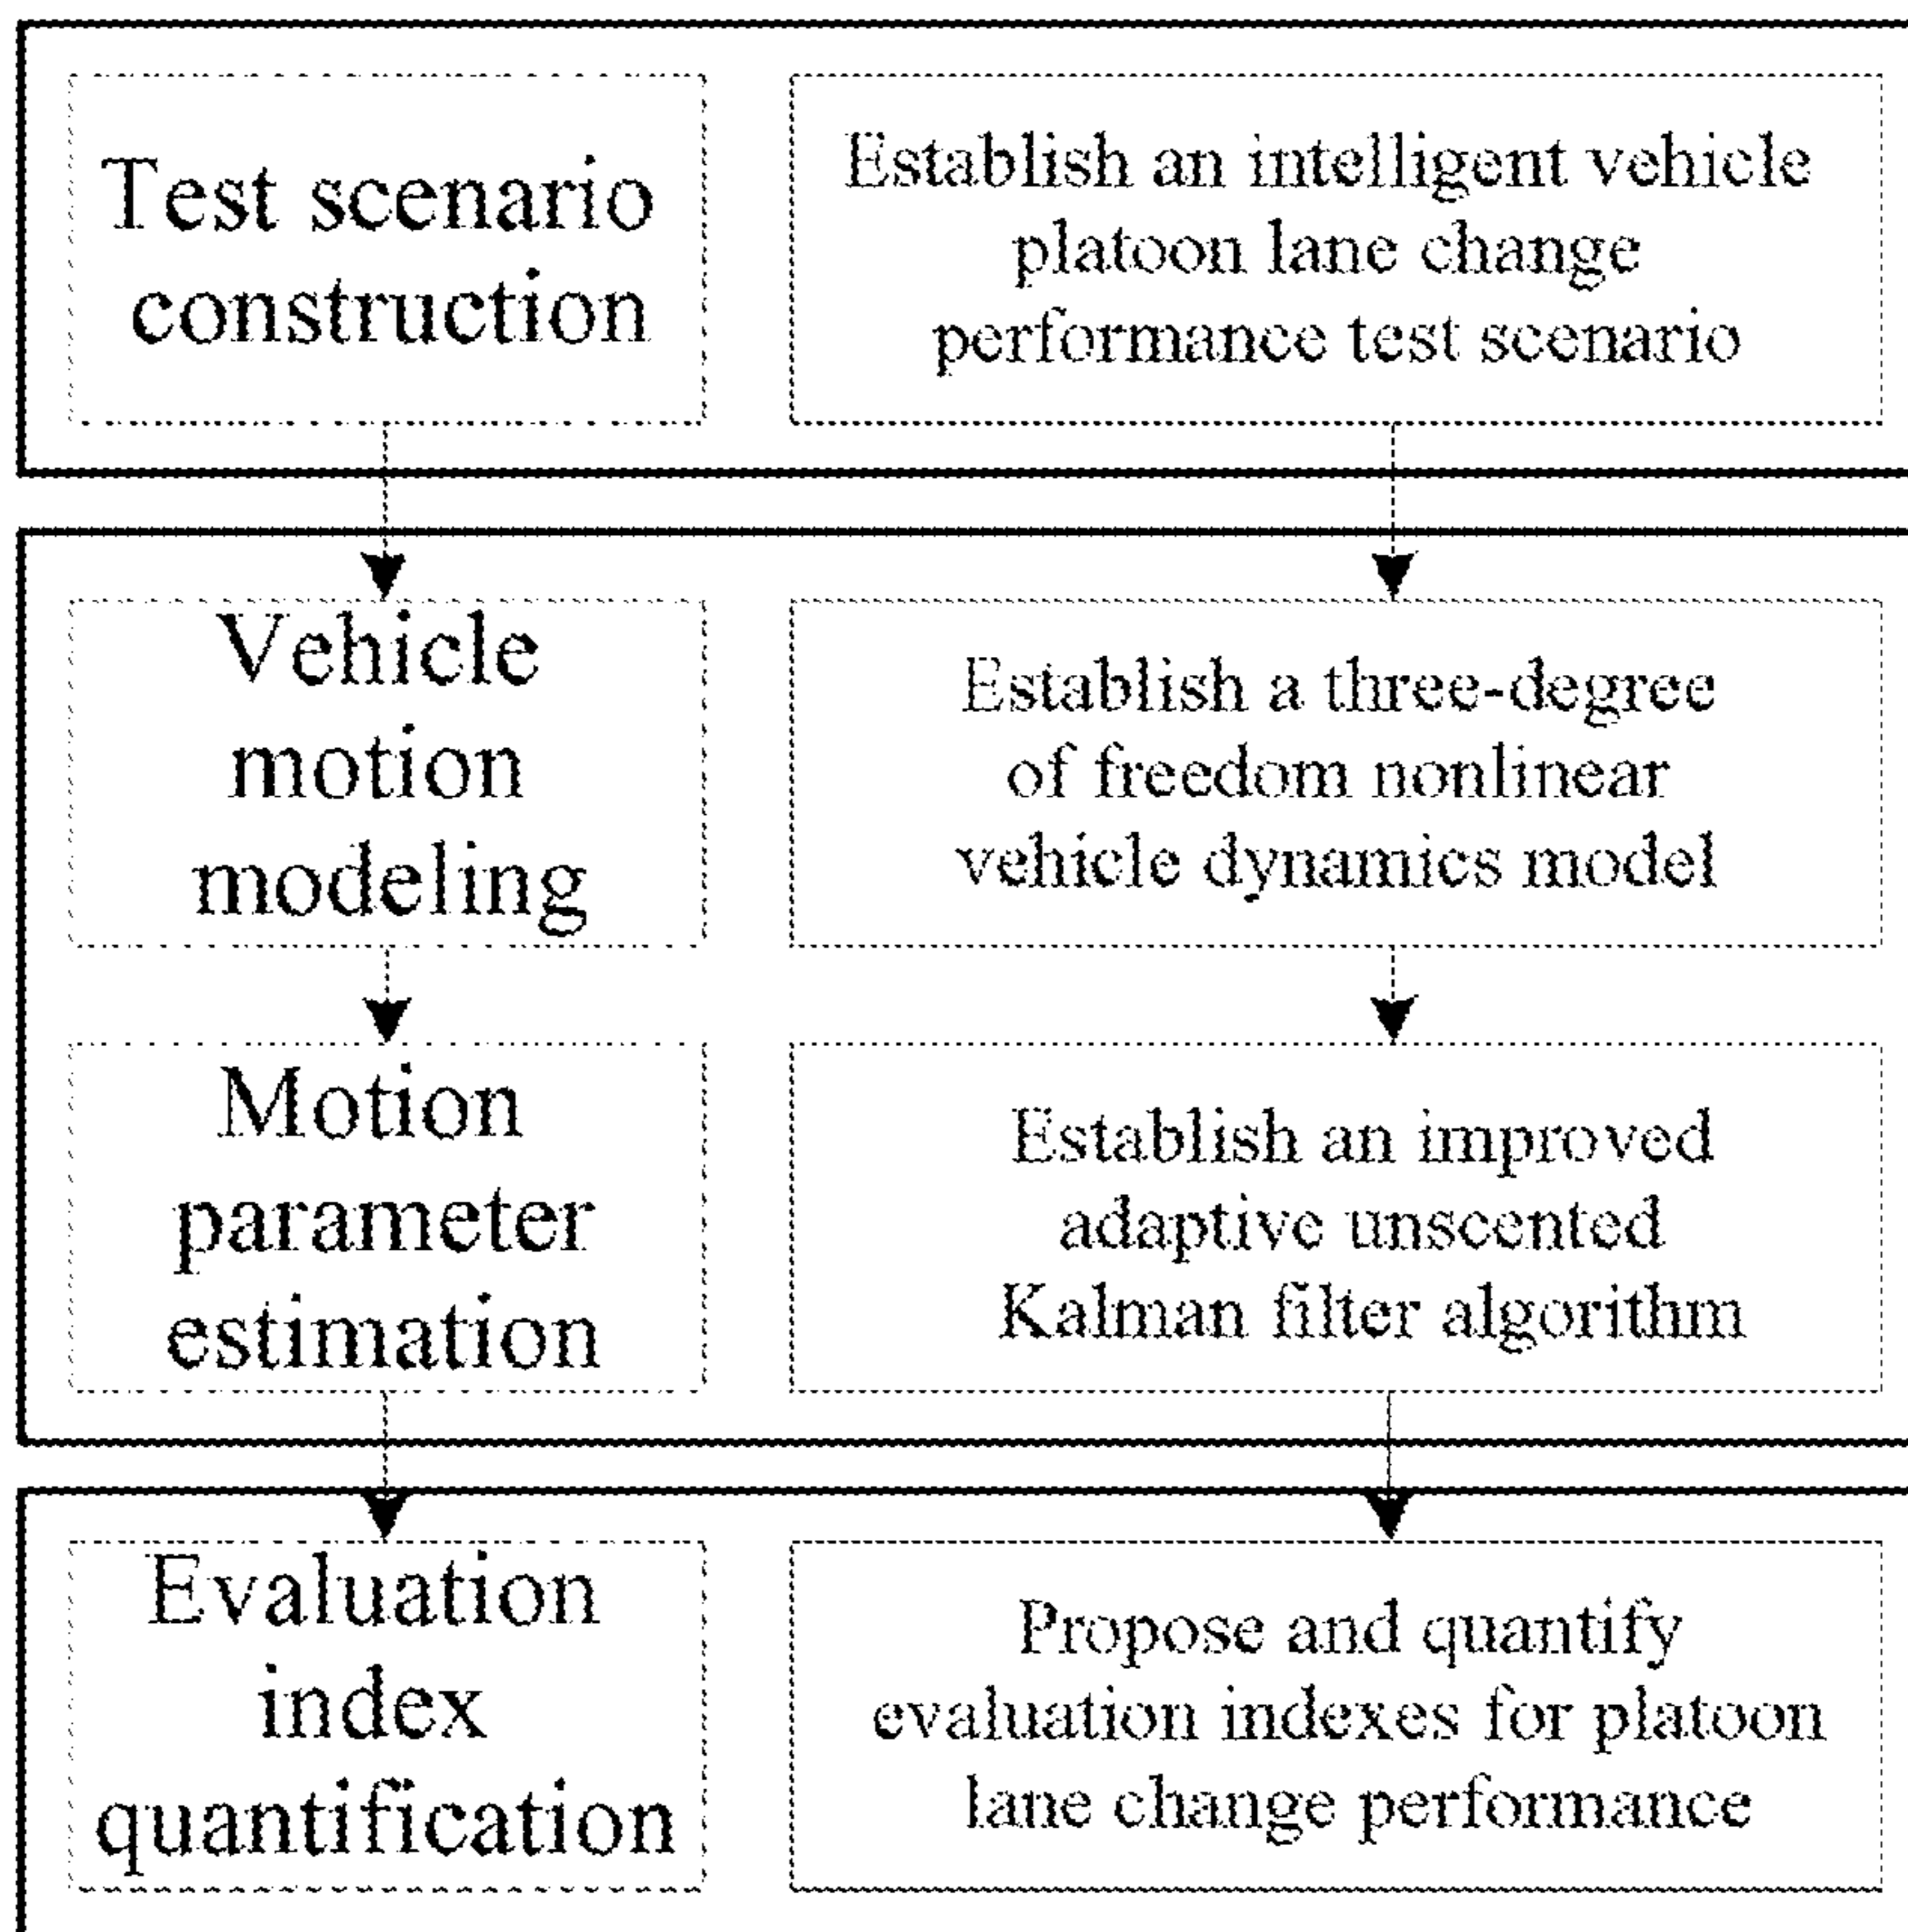 Test scenario
construction
Establish an intelligent vehicle
platoon lane change
performance test scenario
Vehicle
motion
modeling
Establish a three-degree
of freedom nonlinear
vehicle dynamics model
Motion
parameter
estimation
Establish an improved
adaptive unscented
Kalman filter algorithm
Evaluation
index
quantification
Propose and quantify
evaluation indexes for platoon
lane change performance